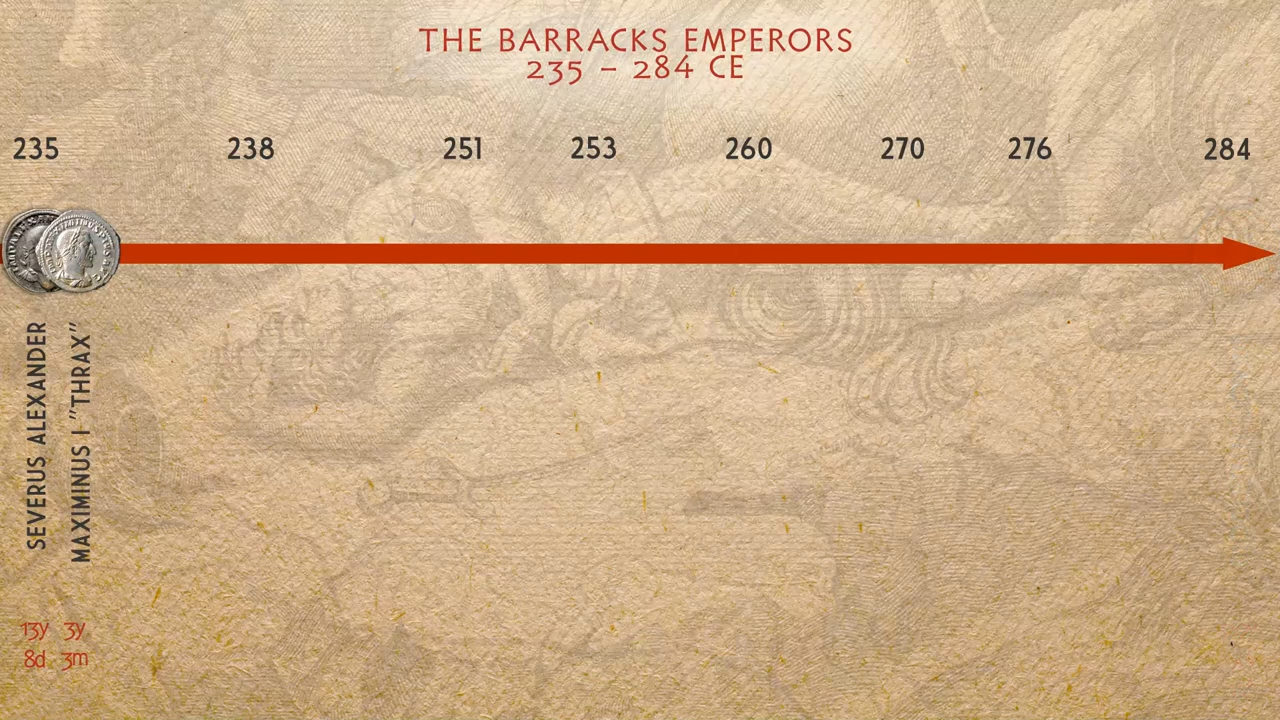 THE BARRACKS EMPERORS
235 – 284 CE
235 238 251 253 260 270 276 284
SEVERUS ALEXANDER
MAXIMINUS I "THRAX"
13y 3y
8d 3m